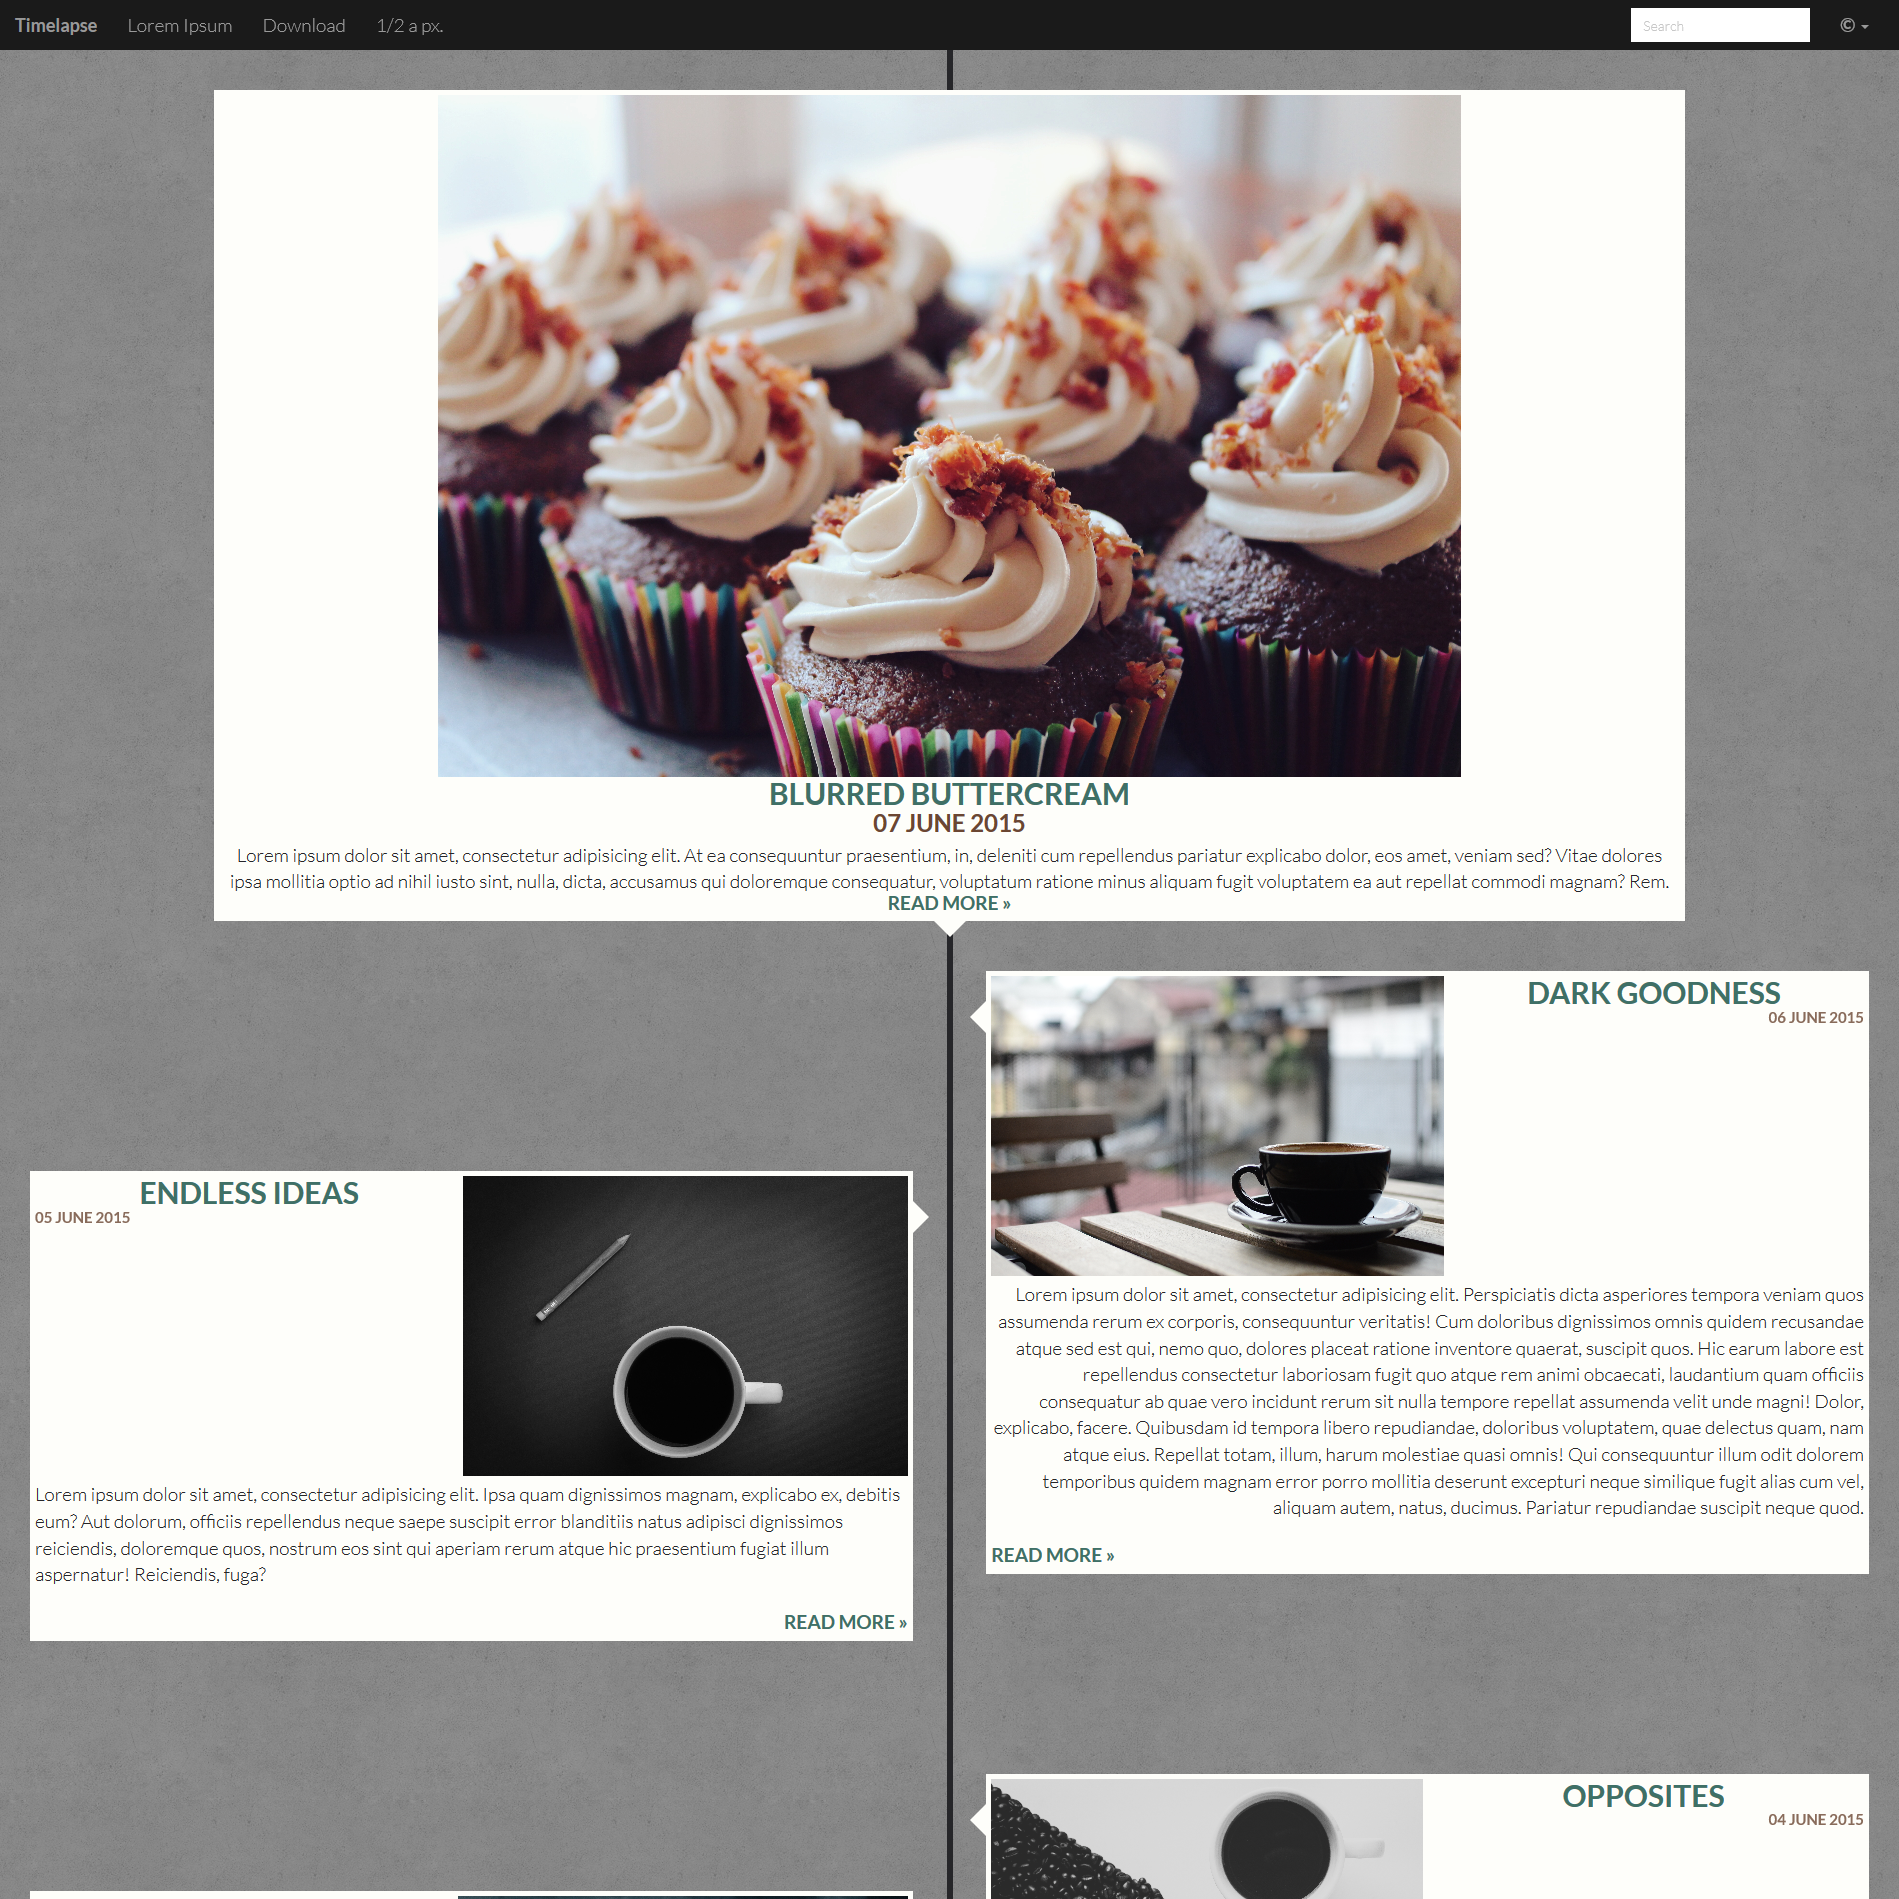 Timelapse Lorem Ipsum Download 1/2 a px. Search ©
BLURRED BUTTERCREAM
07 JUNE 2015
Lorem ipsum dolor sit amet, consectetur adipisicing elit. At ea consequuntur praesentium, in, deleniti cum repellendus pariatur explicabo dolor, eos amet, veniam sed? Vitae dolores
ipsa mollitia optio ad nihil iusto sint, nulla, dicta, accusamus qui doloremque consequatur, voluptatum ratione minus aliquam fugit voluptatem ea aut repellat commodi magnam? Rem.
READ MORE »
DARK GOODNESS
06 JUNE 2015
Lorem ipsum dolor sit amet, consectetur adipisicing elit. Perspiciatis dicta asperiores tempora veniam quos
assumenda rerum ex corporis, consequuntur veritatis! Cum doloribus dignissimos omnis quidem recusandae
atque sed est qui, nemo quo, dolores placeat ratione inventore quaerat, suscipit quos. Hic earum labore est
repellendus consectetur laboriosam fugit quo atque rem animi obcaecati, laudantium quam officiis
consequatur ab quae vero incidunt rerum sit nulla tempore repellat assumenda velit unde magni! Dolor,
explicabo, facere. Quibusdam id tempora libero repudiandae, doloribus voluptatem, quae delectus quam, nam
atque eius. Repellat totam, illum, harum molestiae quasi omnis! Qui consequuntur illum odit dolorem
temporibus quidem magnam error porro mollitia deserunt excepturi neque similique fugit alias cum vel,
aliquam autem, natus, ducimus. Pariatur repudiandae suscipit neque quod.
READ MORE »
ENDLESS IDEAS
05 JUNE 2015
Lorem ipsum dolor sit amet, consectetur adipisicing elit. Ipsa quam dignissimos magnam, explicabo ex, debitis
eum? Aut dolorum, officiis repellendus neque saepe suscipit error blanditiis natus adipisci dignissimos
reiciendis, doloremque quos, nostrum eos sint qui aperiam rerum atque hic praesentium fugiat illum
aspernatur! Reiciendis, fuga?
READ MORE »
OPPOSITES
04 JUNE 2015